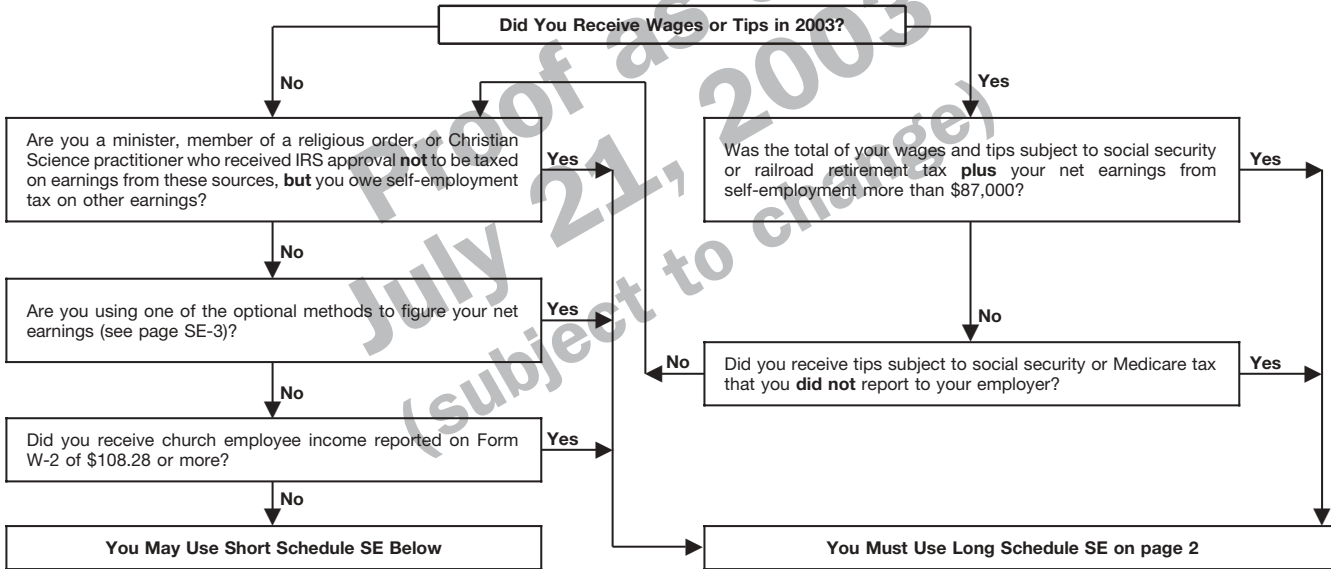 Did You Receive Wages or Tips in 2003?
No
Yes
Are you a minister, member of a religious order, or Christian
Science practitioner who received IRS approval not to be taxed
on earnings from these sources, but you owe self-employment
tax on other earnings?
Yes
Was the total of your wages and tips subject to social security
or railroad retirement tax plus your net earnings from
self-employment more than $87,000?
Yes
No
Are you using one of the optional methods to figure your net
earnings (see page SE-3)?
Yes
No
No
Did you receive tips subject to social security or Medicare tax
that you did not report to your employer?
Yes
No
Did you receive church employee income reported on Form
W-2 of $108.28 or more?
Yes
No
You May Use Short Schedule SE Below
You Must Use Long Schedule SE on page 2
Proof as
July 21, 2003
(subject to change)